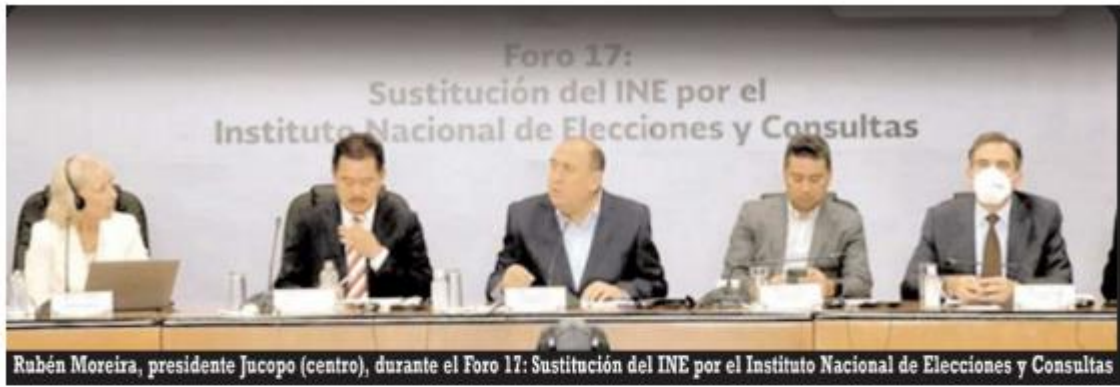 Foro 17:
Sustitución del INE por el
Instituto Nacional de Elecciones y Consultas
Rubén Moreira, presidente Jucopo (centro), durante el Foro 17: Sustitución del INE por el Instituto Nacional de Elecciones y Consultas